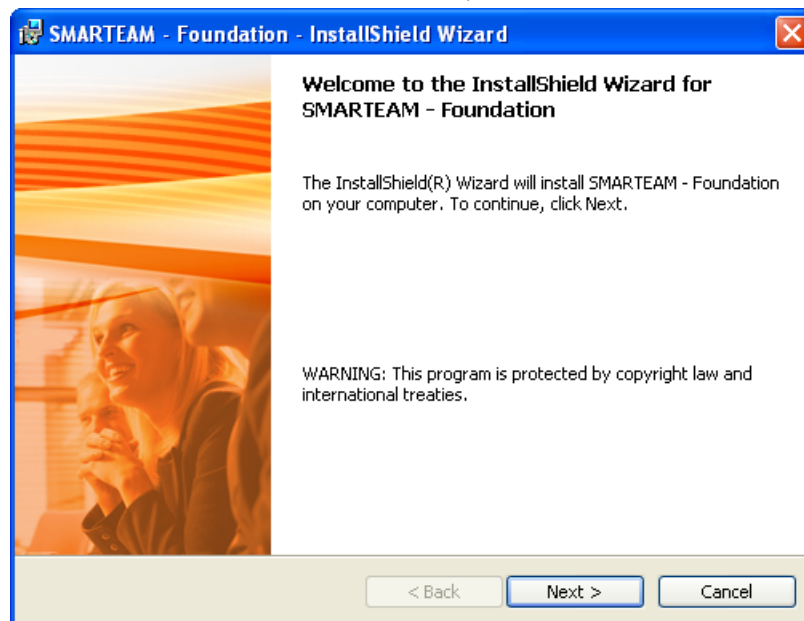 SMARTEAM - Foundation - InstallShield Wizard
Welcome to the InstallShield Wizard for
SMARTEAM - Foundation
The InstallShield(R) Wizard will install SMARTEAM - Foundation
on your computer. To continue, click Next.
WARNING: This program is protected by copyright law and
international treaties.
< Back
Next >
Cancel